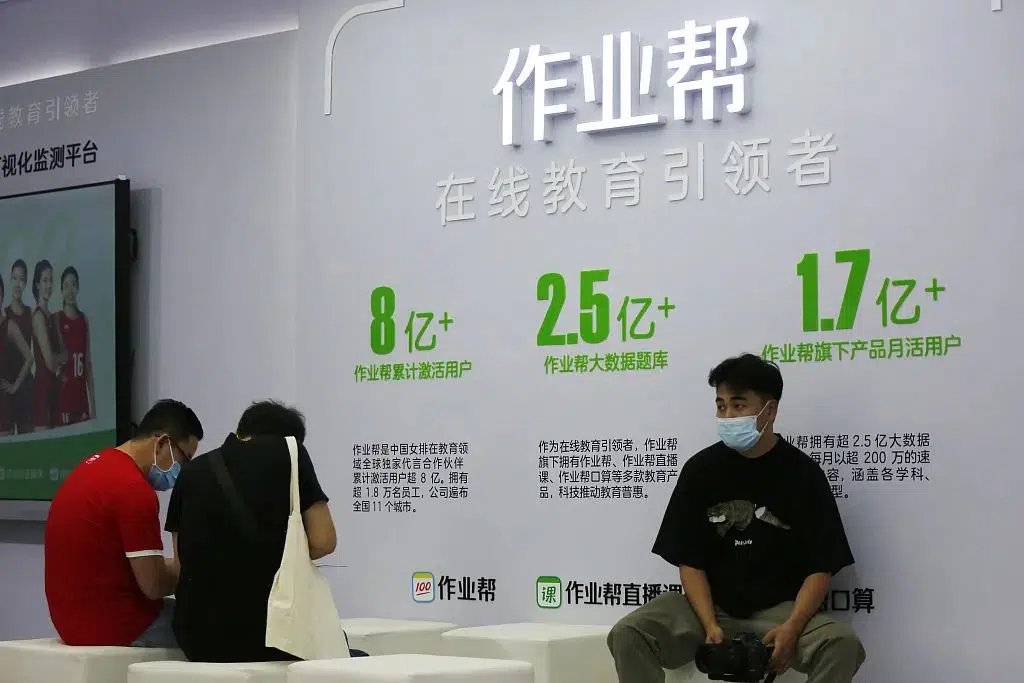 作业帮
在线教育引领者
线教育引领者
视化监测平台
8亿+
作业帮累计激活用户
2.5亿+
作业帮大数据题库
1.7亿+
作业帮旗下产品月活用户
作业帮是中国女排在教育领
域全球独家代言合作伙伴
累计激活用户超 8 亿。拥有
超 1.8 万名员工，公司遍布
全国 11 个城市。
作为在线教育引领者，作业帮
旗下拥有作业帮、作业帮直播
课、作业帮口算等多款教育产
品，科技推动教育普惠。
业帮拥有超 2.5 亿大数据
每月以超 200 万的速
容，涵盖各学科、
型。
16
16
100 作业帮
课 作业帮直播课
口算